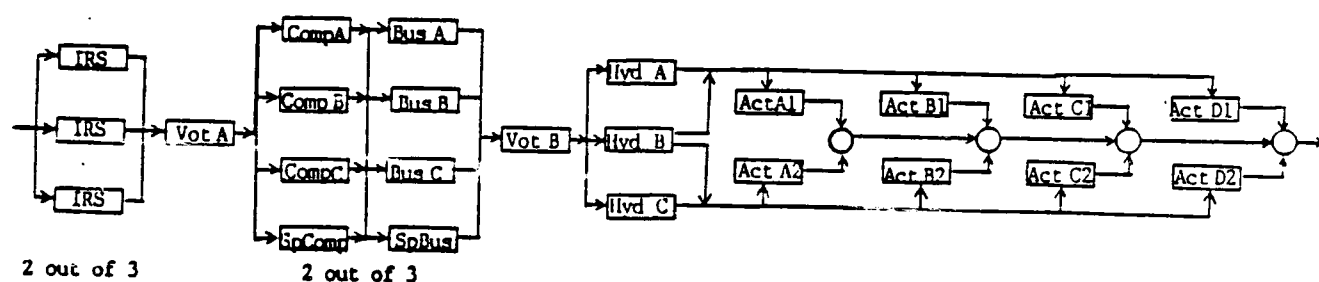 IRS
IRS
IRS
2 out of 3
Vot A
CompA
Comp B
CompC
SpComp
Bus A
Bus B
Bus C
SpBus
2 out of 3
Vot B
Hyd A
Hyd B
Hyd C
ActA1
Act A2
Act B1
Act B2
Act C1
Act C2
Act D1
Act D2